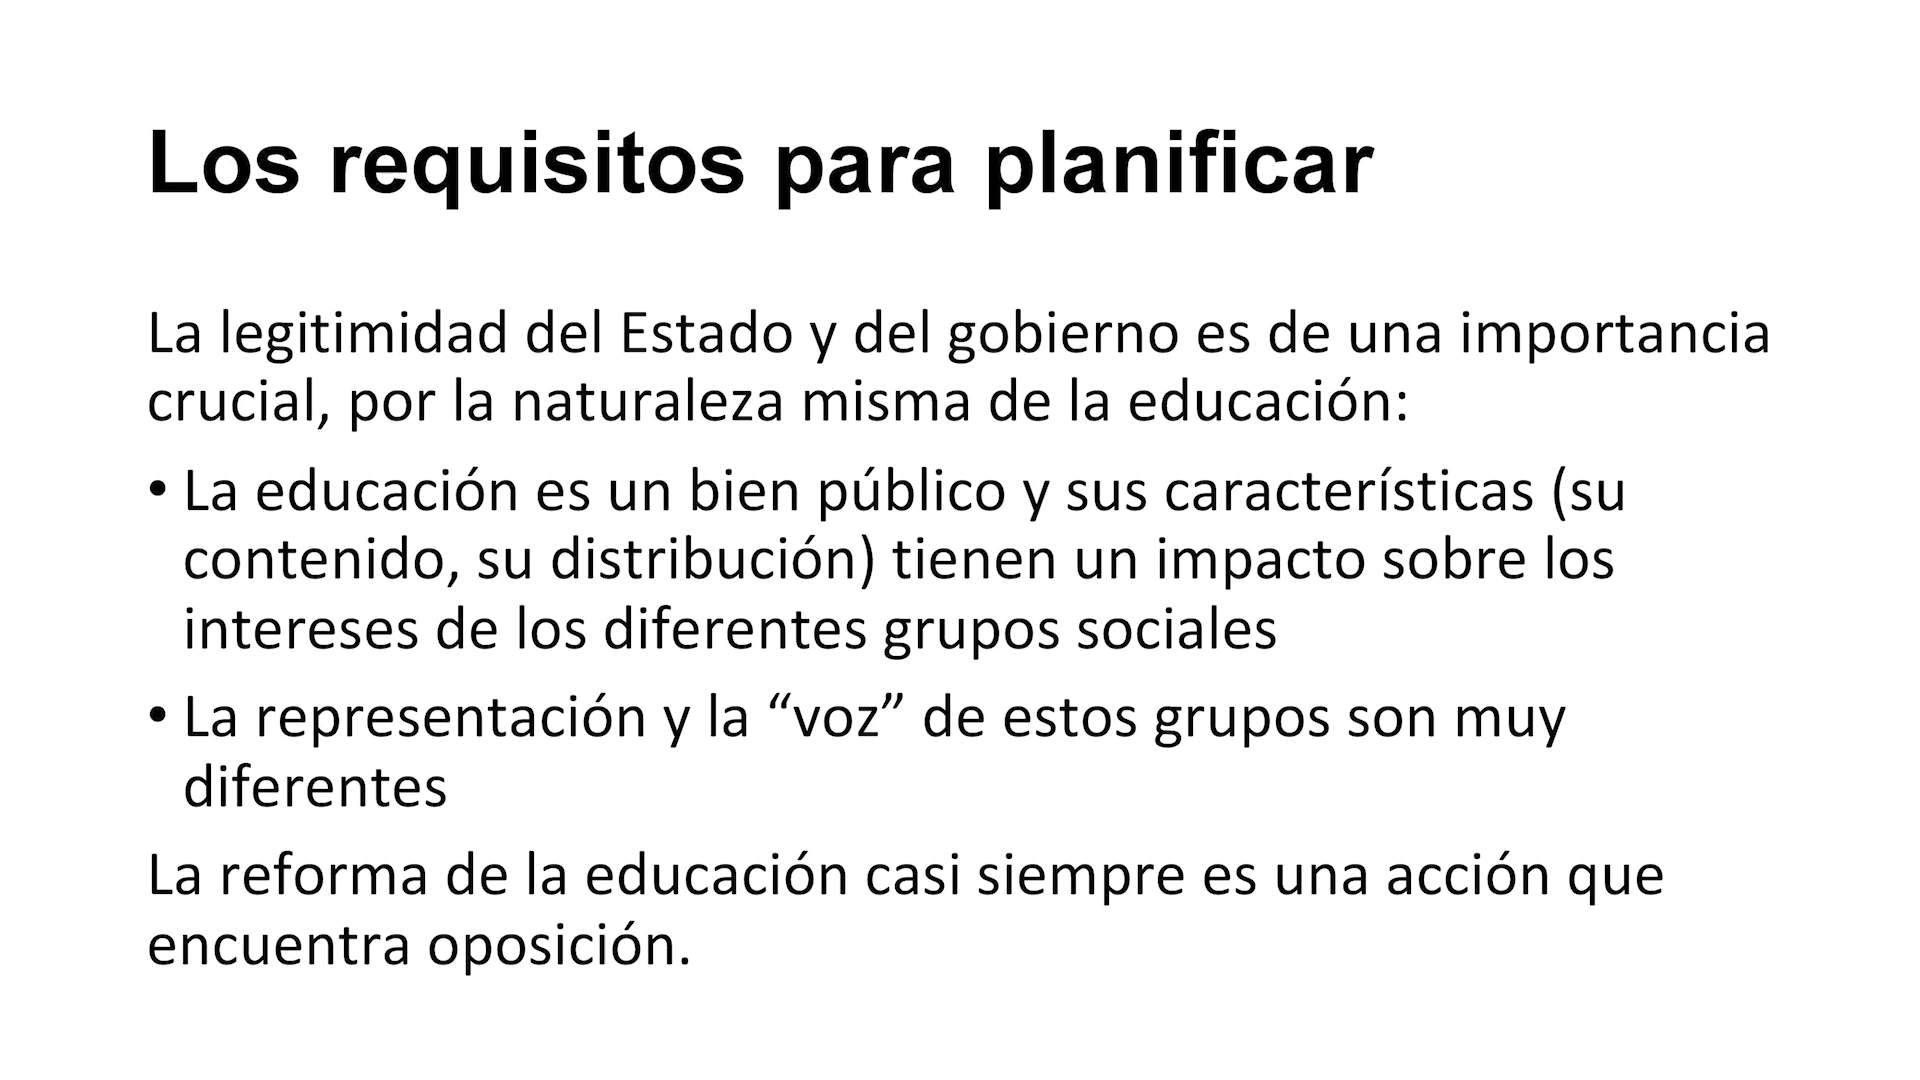 Los requisitos para planificar
La legitimidad del Estado y del gobierno es de una importancia
crucial, por la naturaleza misma de la educación:
• La educación es un bien público y sus características (su
contenido, su distribución) tienen un impacto sobre los
intereses de los diferentes grupos sociales
• La representación y la “voz” de estos grupos son muy
diferentes
La reforma de la educación casi siempre es una acción que
encuentra oposición.